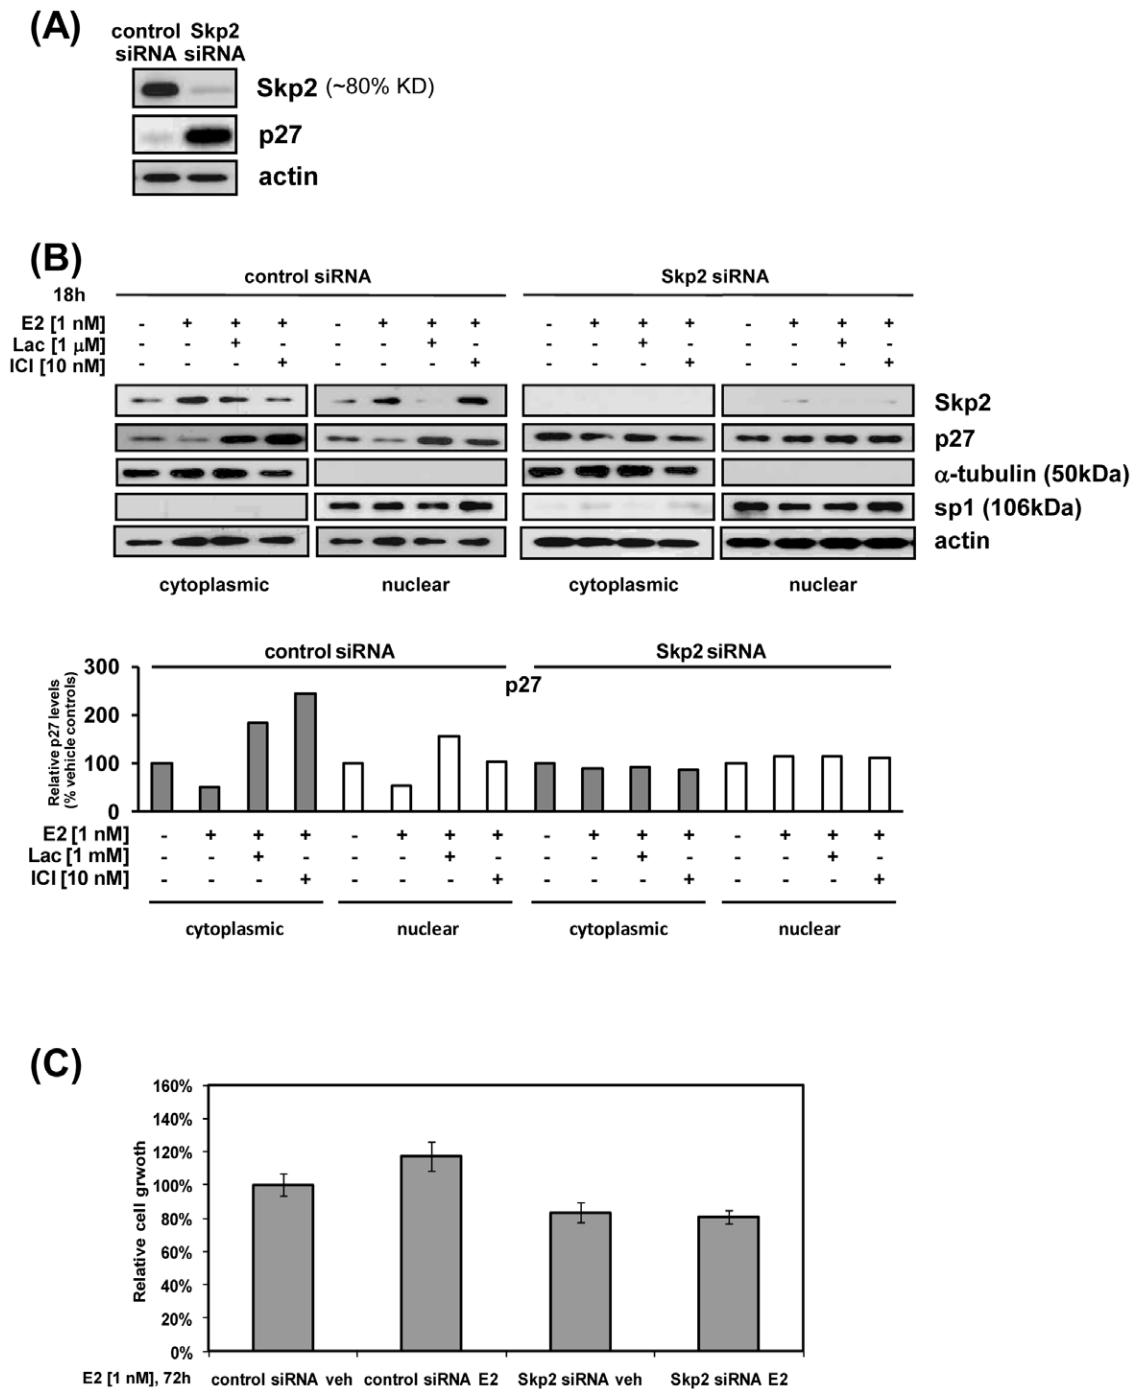 (A)
control Skp2
siRNA siRNA
Skp2 (~80% KD)
p27
actin
(B)
control siRNA Skp2 siRNA
18h
E2 [1 nM] - + + + - + + + - + + + - + + +
Lac [1 μM] - - + - - - + - - - + - - - + -
ICI [10 nM] - - - + - - - + - - - + - - - +
Skp2
p27
α-tubulin (50kDa)
sp1 (106kDa)
actin
cytoplasmic nuclear cytoplasmic nuclear
control siRNA Skp2 siRNA
p27
Relative p27 levels
(% vehicle controls)
300
200
100
0
E2 [1 nM] - + + + - + + + - + + + - + + +
Lac [1 mM] - - + - - - + - - - + - - - + -
ICI [10 nM] - - - + - - - + - - - + - - - +
cytoplasmic nuclear cytoplasmic nuclear
(C)
Relative cell grwoth
160%
140%
120%
100%
80%
60%
40%
20%
0%
E2 [1 nM], 72h control siRNA veh control siRNA E2 Skp2 siRNA veh Skp2 siRNA E2